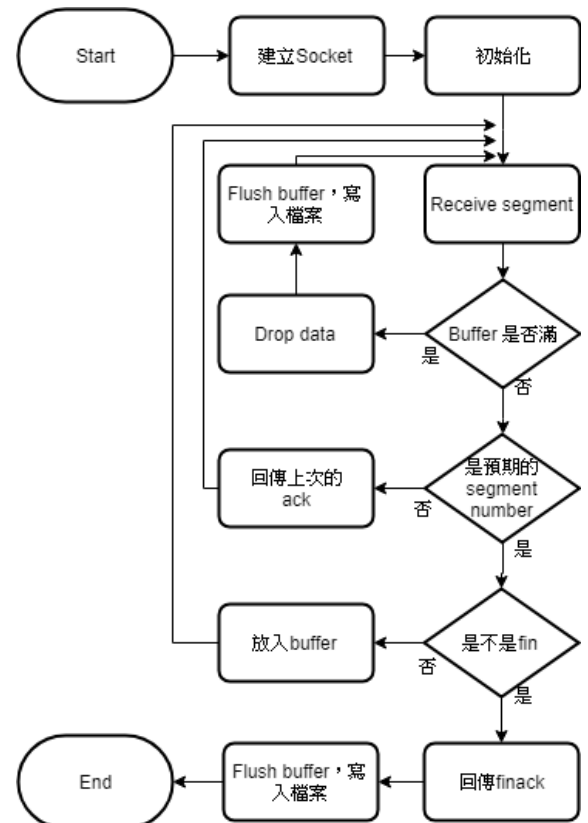 Start
建立Socket
初始化
Flush buffer，寫
入檔案
Receive segment
Drop data
是
Buffer 是否滿
否
回傳上次的
ack
否
是預期的
segment
number
是
放入buffer
否
是不是fin
是
End
Flush buffer，寫
入檔案
回傳finack